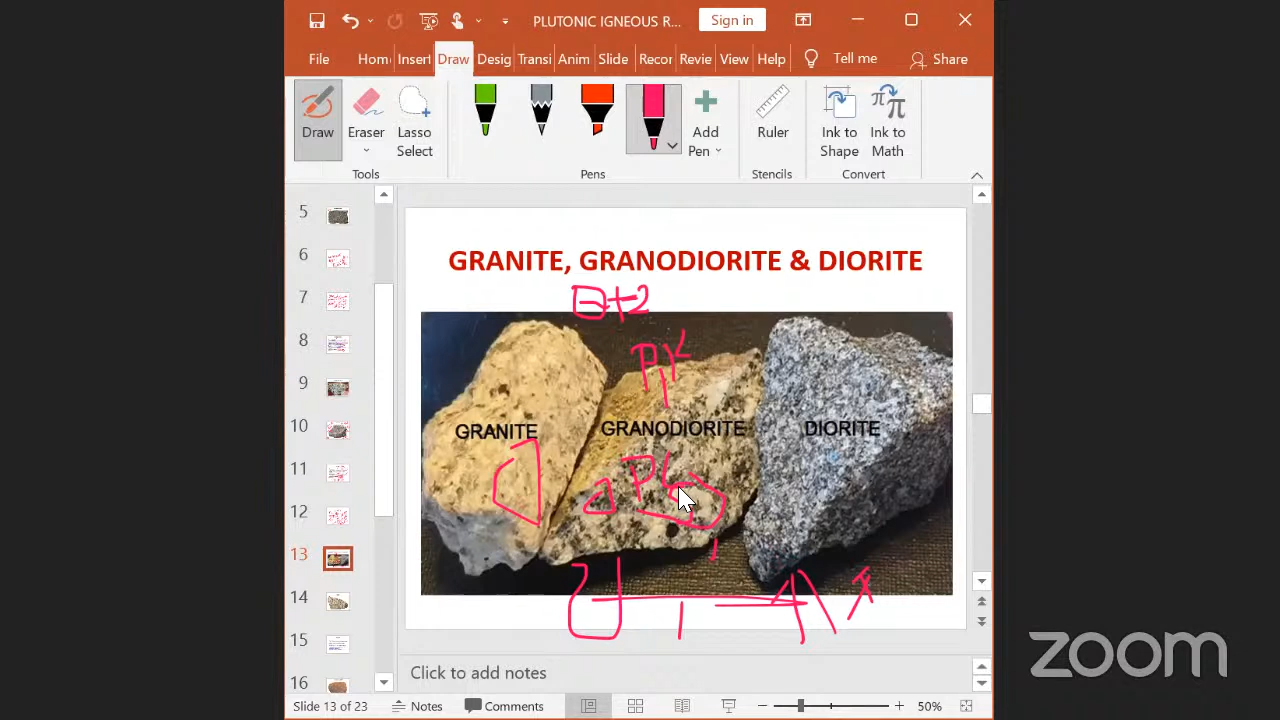 PLUTONIC IGNEOUS R...
Sign in
File Hom Insert Draw Desig Transi Anim Slide Recor Revie View Help Tell me Share
Draw
Eraser
Lasso
Select
Add
Pen
Ruler
Ink to
Shape
Ink to
Math
Tools
Pens
Stencils
Convert
5
6
7
8
9
10
11
12
13
14
15
16
GRANITE, GRANODIORITE & DIORITE
GRANITE
GRANODIORITE
DIORITE
zoom
Click to add notes
Slide 13 of 23
Notes
Comments
50%